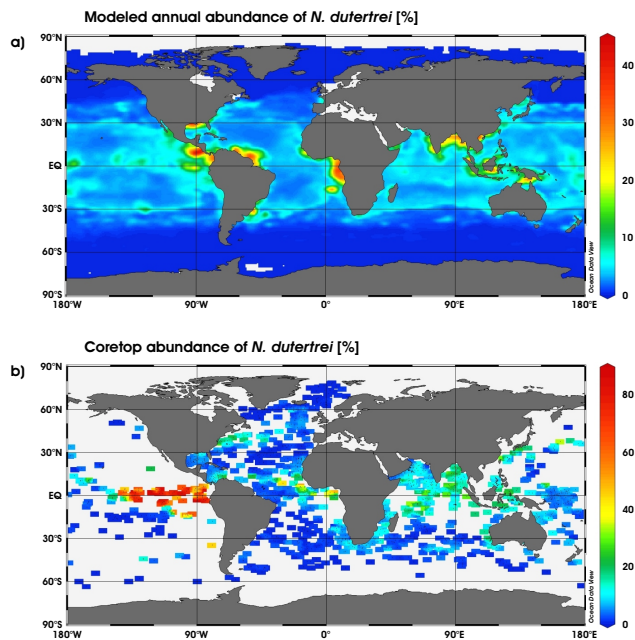 Modeled annual abundance of N. dutertrei [%]
a)
90°N
60°N
30°N
EQ
30°S
60°S
90°S
180°W
90°W
0°
90°E
180°E
Ocean Data View
40
30
20
10
0
Coretop abundance of N. dutertrei [%]
b)
90°N
60°N
30°N
EQ
30°S
60°S
90°S
180°W
90°W
0°
90°E
180°E
Ocean Data View
80
60
40
20
0